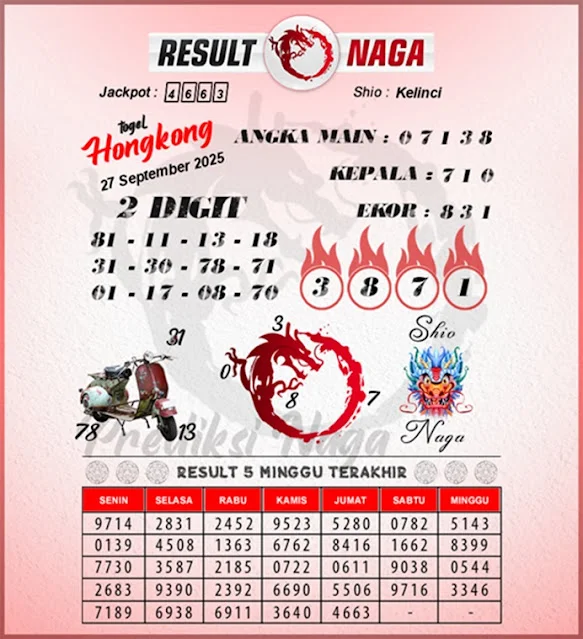 RESULT NAGA
Jackpot : 4663
Shio : Kelinci
togel
Hongkong
27 September 2025
ANGKA MAIN : 0 7 1 3 8
KEPALA : 7 1 0
EKOR : 8 3 1
2 DIGIT
81 - 11 - 13 - 18
31 - 30 - 78 - 71
01 - 17 - 08 - 70
3 8 7 1
31
78
13
3
0
8
7
Shio
Naga
Prediksi Naga
RESULT 5 MINGGU TERAKHIR
SENIN SELASA RABU KAMIS JUMAT SABTU MINGGU
9714 2831 2452 9523 5280 0782 5143
0139 4508 1363 6762 8416 1662 8399
7730 3587 2185 0722 0611 9038 0544
2683 9390 2392 6690 5506 9716 3346
7189 6938 6911 3640 4663 - -